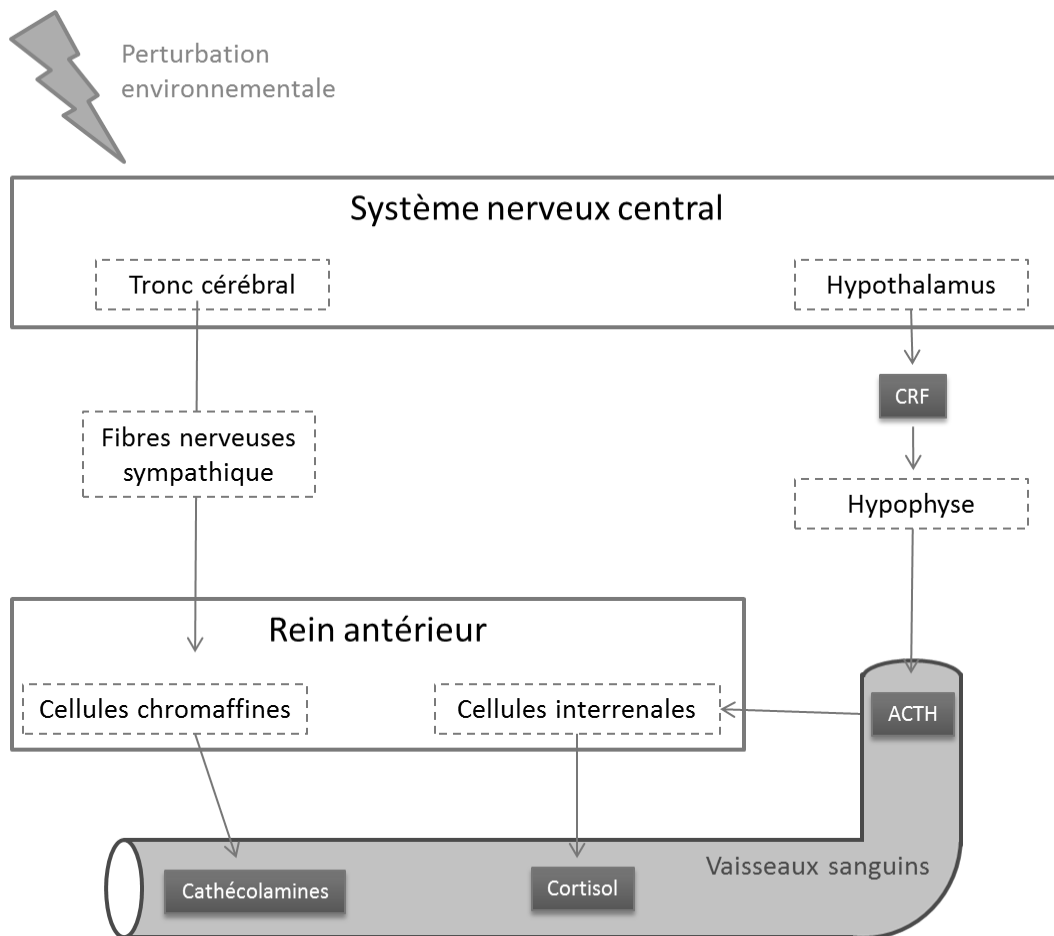 Perturbation
environnementale
Système nerveux central
Tronc cérébral
Hypothalamus
CRF
Fibres nerveuses
sympathique
Hypophyse
Rein antérieur
Cellules chromaffines
Cellules interrenales
ACTH
Vaisseaux sanguins
Cathécolamines
Cortisol